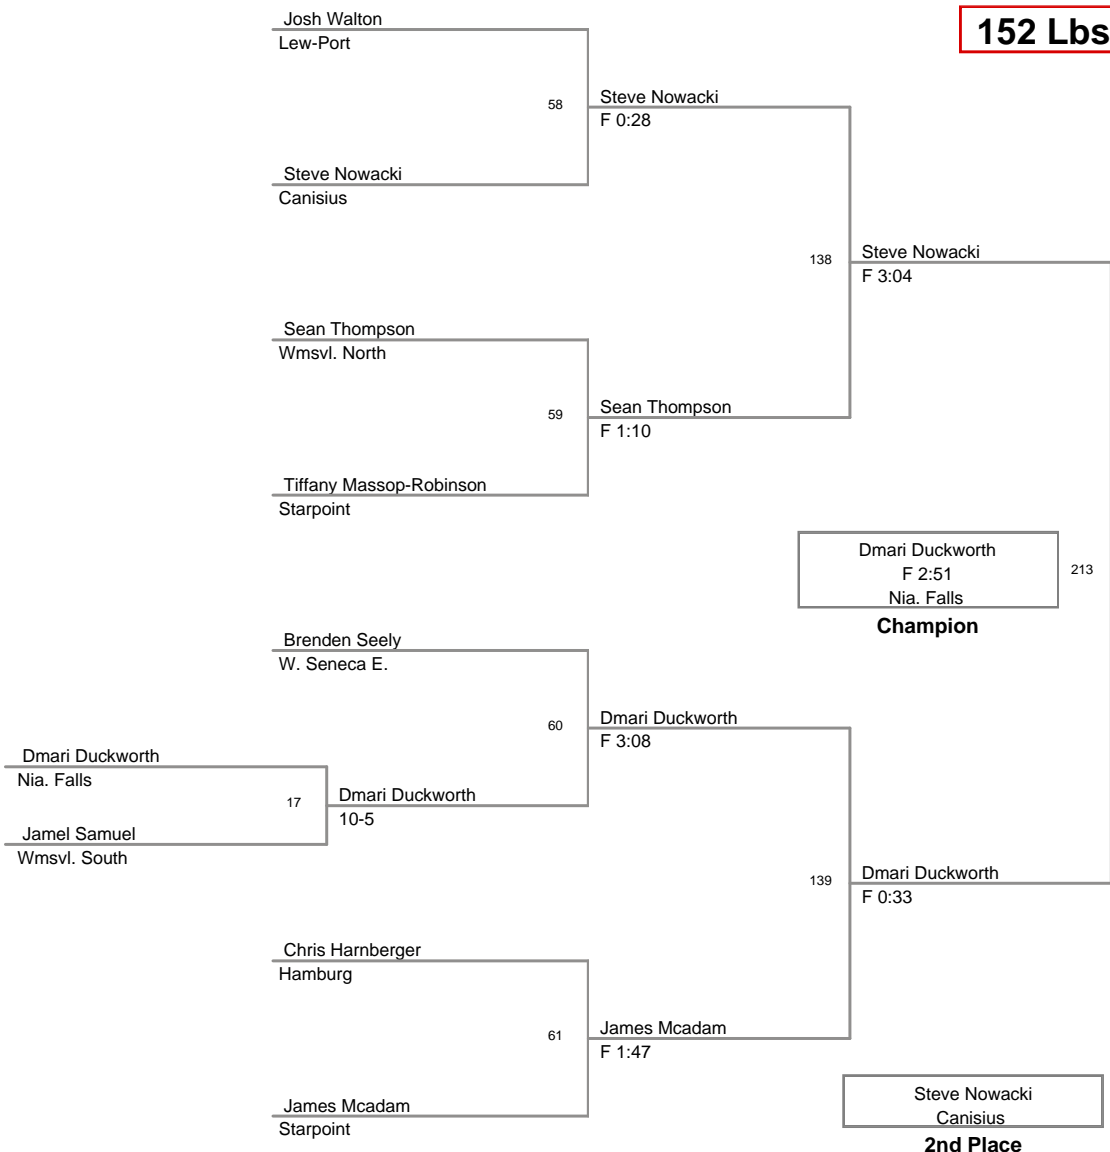 Josh Walton
Lew-Port
152 Lbs
58
Steve Nowacki
F 0:28
Steve Nowacki
Canisius
138
Steve Nowacki
F 3:04
Sean Thompson
Wmsvl. North
59
Sean Thompson
F 1:10
Tiffany Massop-Robinson
Starpoint
Dmari Duckworth
F 2:51
Nia. Falls
213
Champion
Brenden Seely
W. Seneca E.
60
Dmari Duckworth
F 3:08
Dmari Duckworth
Nia. Falls
17
Dmari Duckworth
10-5
Jamel Samuel
Wmsvl. South
139
Dmari Duckworth
F 0:33
Chris Harnberger
Hamburg
61
James Mcadam
F 1:47
James Mcadam
Starpoint
Steve Nowacki
Canisius
2nd Place